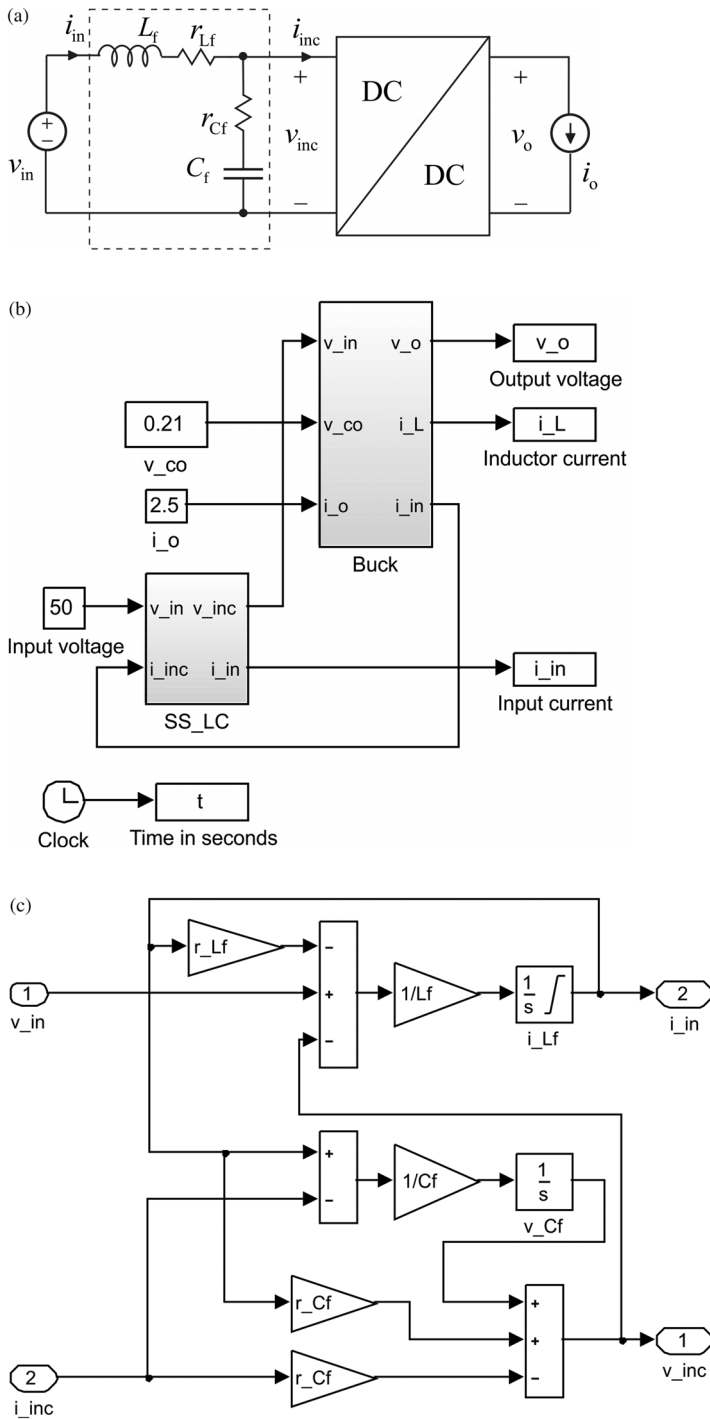 (a)
i_in L_f r_Lf i_inc
+ DC +
+ −
r_Cf v_inc v_o
v_in C_f DC i_o
− −
(b)
v_in v_o v_o
Output voltage
0.21 v_co i_L i_L
v_co Inductor current
2.5 i_o i_in
i_o
Buck
50 v_in v_inc
Input voltage
i_inc i_in i_in
SS_LC Input current
t
Clock Time in seconds
(c)
r_Lf −
1 + 1/Lf 1/s 2
v_in − i_Lf i_in
+ 1/Cf 1/s
− v_Cf
r_Cf +
+ 1
2 r_Cf − v_inc
i_inc